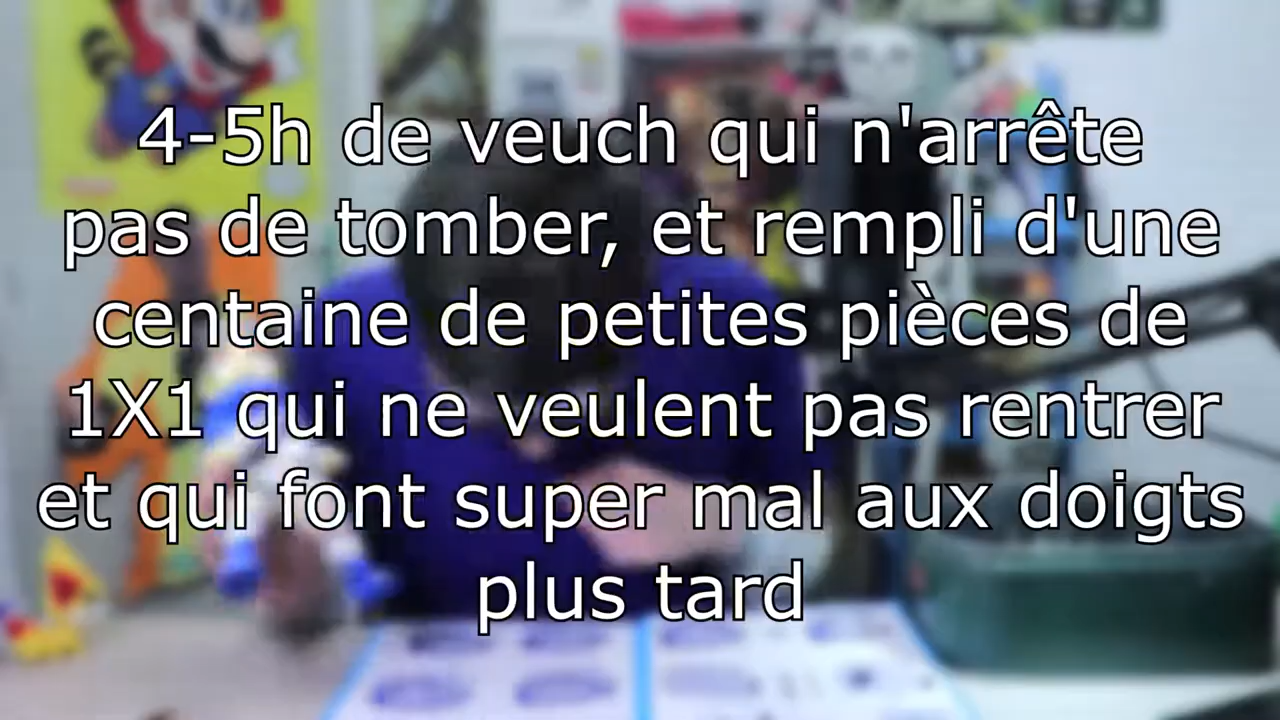 4-5h de veuch qui n'arrête
pas de tomber, et rempli d'une
centaine de petites pièces de
1X1 qui ne veulent pas rentrer
et qui font super mal aux doigts
plus tard